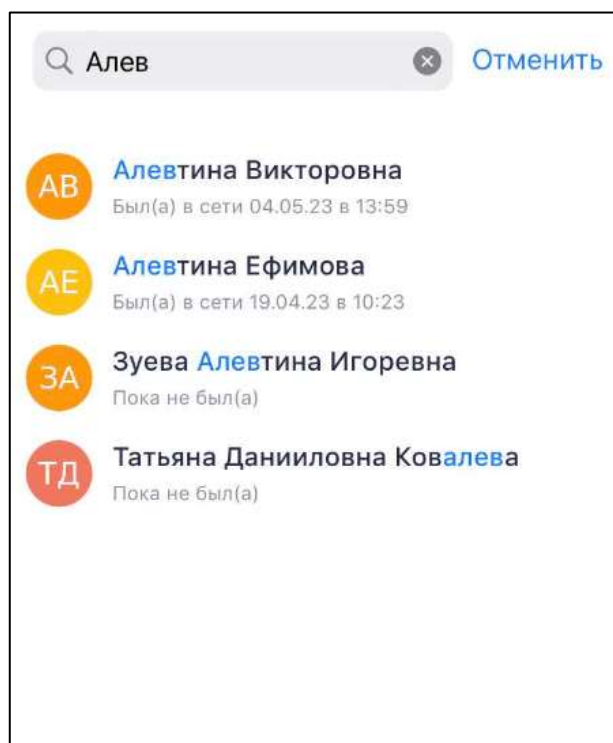 Алев
Отменить
АВ
Алевтина Викторовна
Был(а) в сети 04.05.23 в 13:59
АЕ
Алевтина Ефимова
Был(а) в сети 19.04.23 в 10:23
ЗА
Зуева Алевтина Игоревна
Пока не был(а)
ТД
Татьяна Данииловна Ковалева
Пока не был(а)